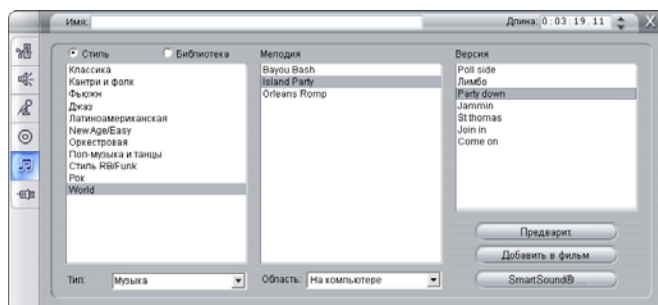 Имя: Длина: 0:03:19.11 X
Стиль Библиотека Мелодия Версия
Классика
Кантри и фолк
Фьюжн
Джаз
Латиноамериканская
New Age/Easy
Оркестровая
Поп-музыка и танцы
Стиль RB/Funk
Рок
World
Bayou Bash
Island Party
Orleans Romp
Poll side
Лимбо
Party down
Jammin
St thomas
Join in
Come on
Предварит.
Добавить в фильм
SmartSound® ...
Тип: Музыка Область: На компьютере